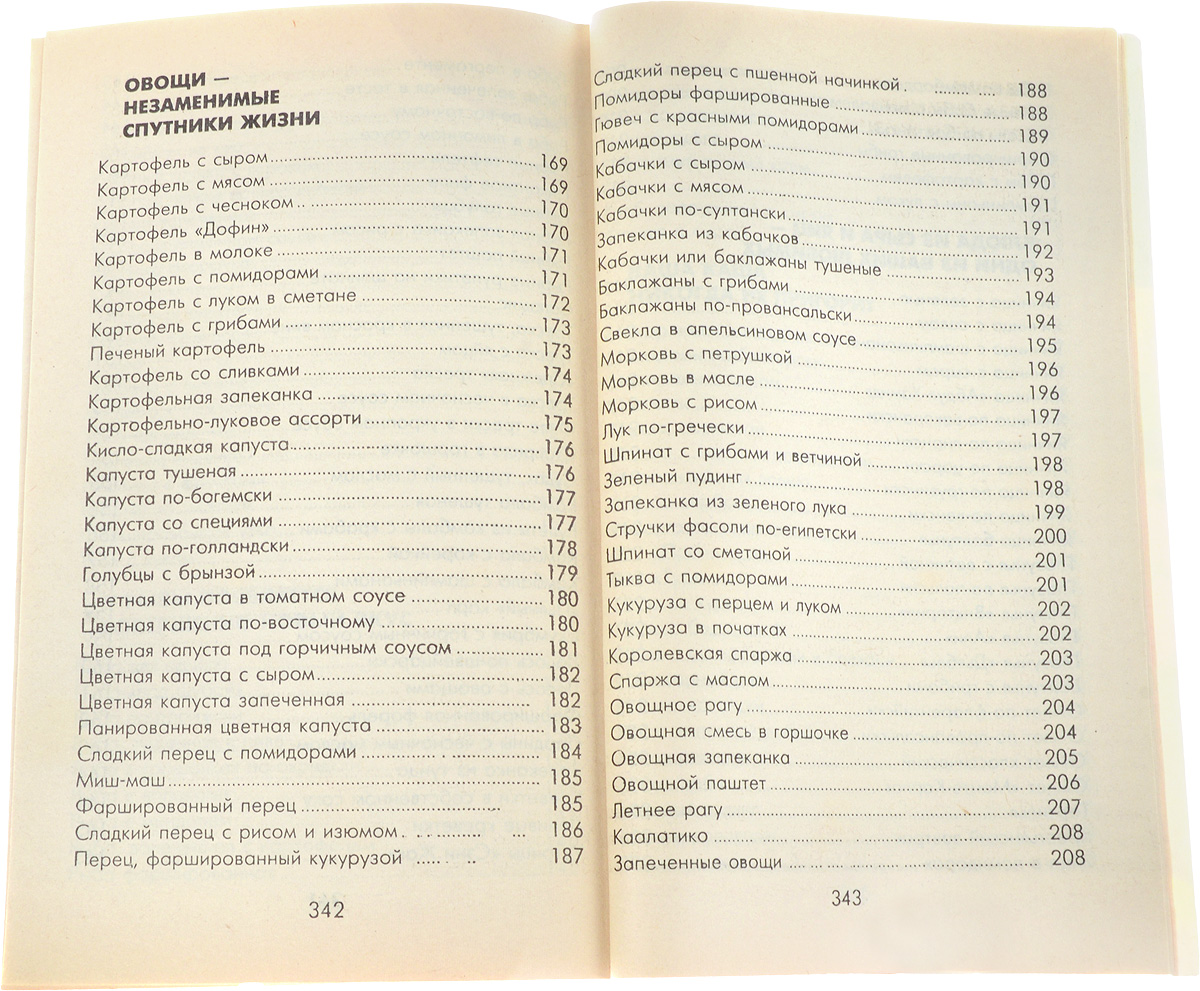 ОВОЩИ –
НЕЗАМЕНИМЫЕ
СПУТНИКИ ЖИЗНИ
Картофель с сыром 169
Картофель с мясом 169
Картофель с чесноком 170
Картофель «Дофин» 170
Картофель в молоке 171
Картофель с помидорами 171
Картофель с луком в сметане 172
Картофель с грибами 173
Печеный картофель 173
Картофель со сливками 174
Картофельная запеканка 174
Картофельно-луковое ассорти 175
Кисло-сладкая капуста 176
Капуста тушеная 176
Капуста по-богемски 177
Капуста со специями 177
Капуста по-голландски 178
Голубцы с брынзой 179
Цветная капуста в томатном соусе 180
Цветная капуста по-восточному 180
Цветная капуста под горчичным соусом 181
Цветная капуста с сыром 182
Цветная капуста запеченная 182
Панированная цветная капуста 183
Сладкий перец с помидорами 184
Миш-маш 185
Фаршированный перец 185
Сладкий перец с рисом и изюмом 186
Перец, фаршированный кукурузой 187
342
Сладкий перец с пшенной начинкой 188
Помидоры фаршированные 188
Гювеч с красными помидорами 189
Помидоры с сыром 190
Кабачки с сыром 190
Кабачки с мясом 191
Кабачки по-султански 191
Запеканка из кабачков 192
Кабачки или баклажаны тушеные 193
Баклажаны с грибами 194
Баклажаны по-провансальски 194
Свекла в апельсиновом соусе 195
Морковь с петрушкой 196
Морковь в масле 196
Морковь с рисом 197
Лук по-гречески 197
Шпинат с грибами и ветчиной 198
Зеленый пудинг 198
Запеканка из зеленого лука 199
Стручки фасоли по-египетски 200
Шпинат со сметаной 201
Тыква с помидорами 201
Кукуруза с перцем и луком 202
Кукуруза в початках 202
Королевская спаржа 203
Спаржа с маслом 203
Овощное рагу 204
Овощная смесь в горшочке 204
Овощная запеканка 205
Овощной паштет 206
Летнее рагу 207
Каалатико 208
Запеченные овощи 208
343